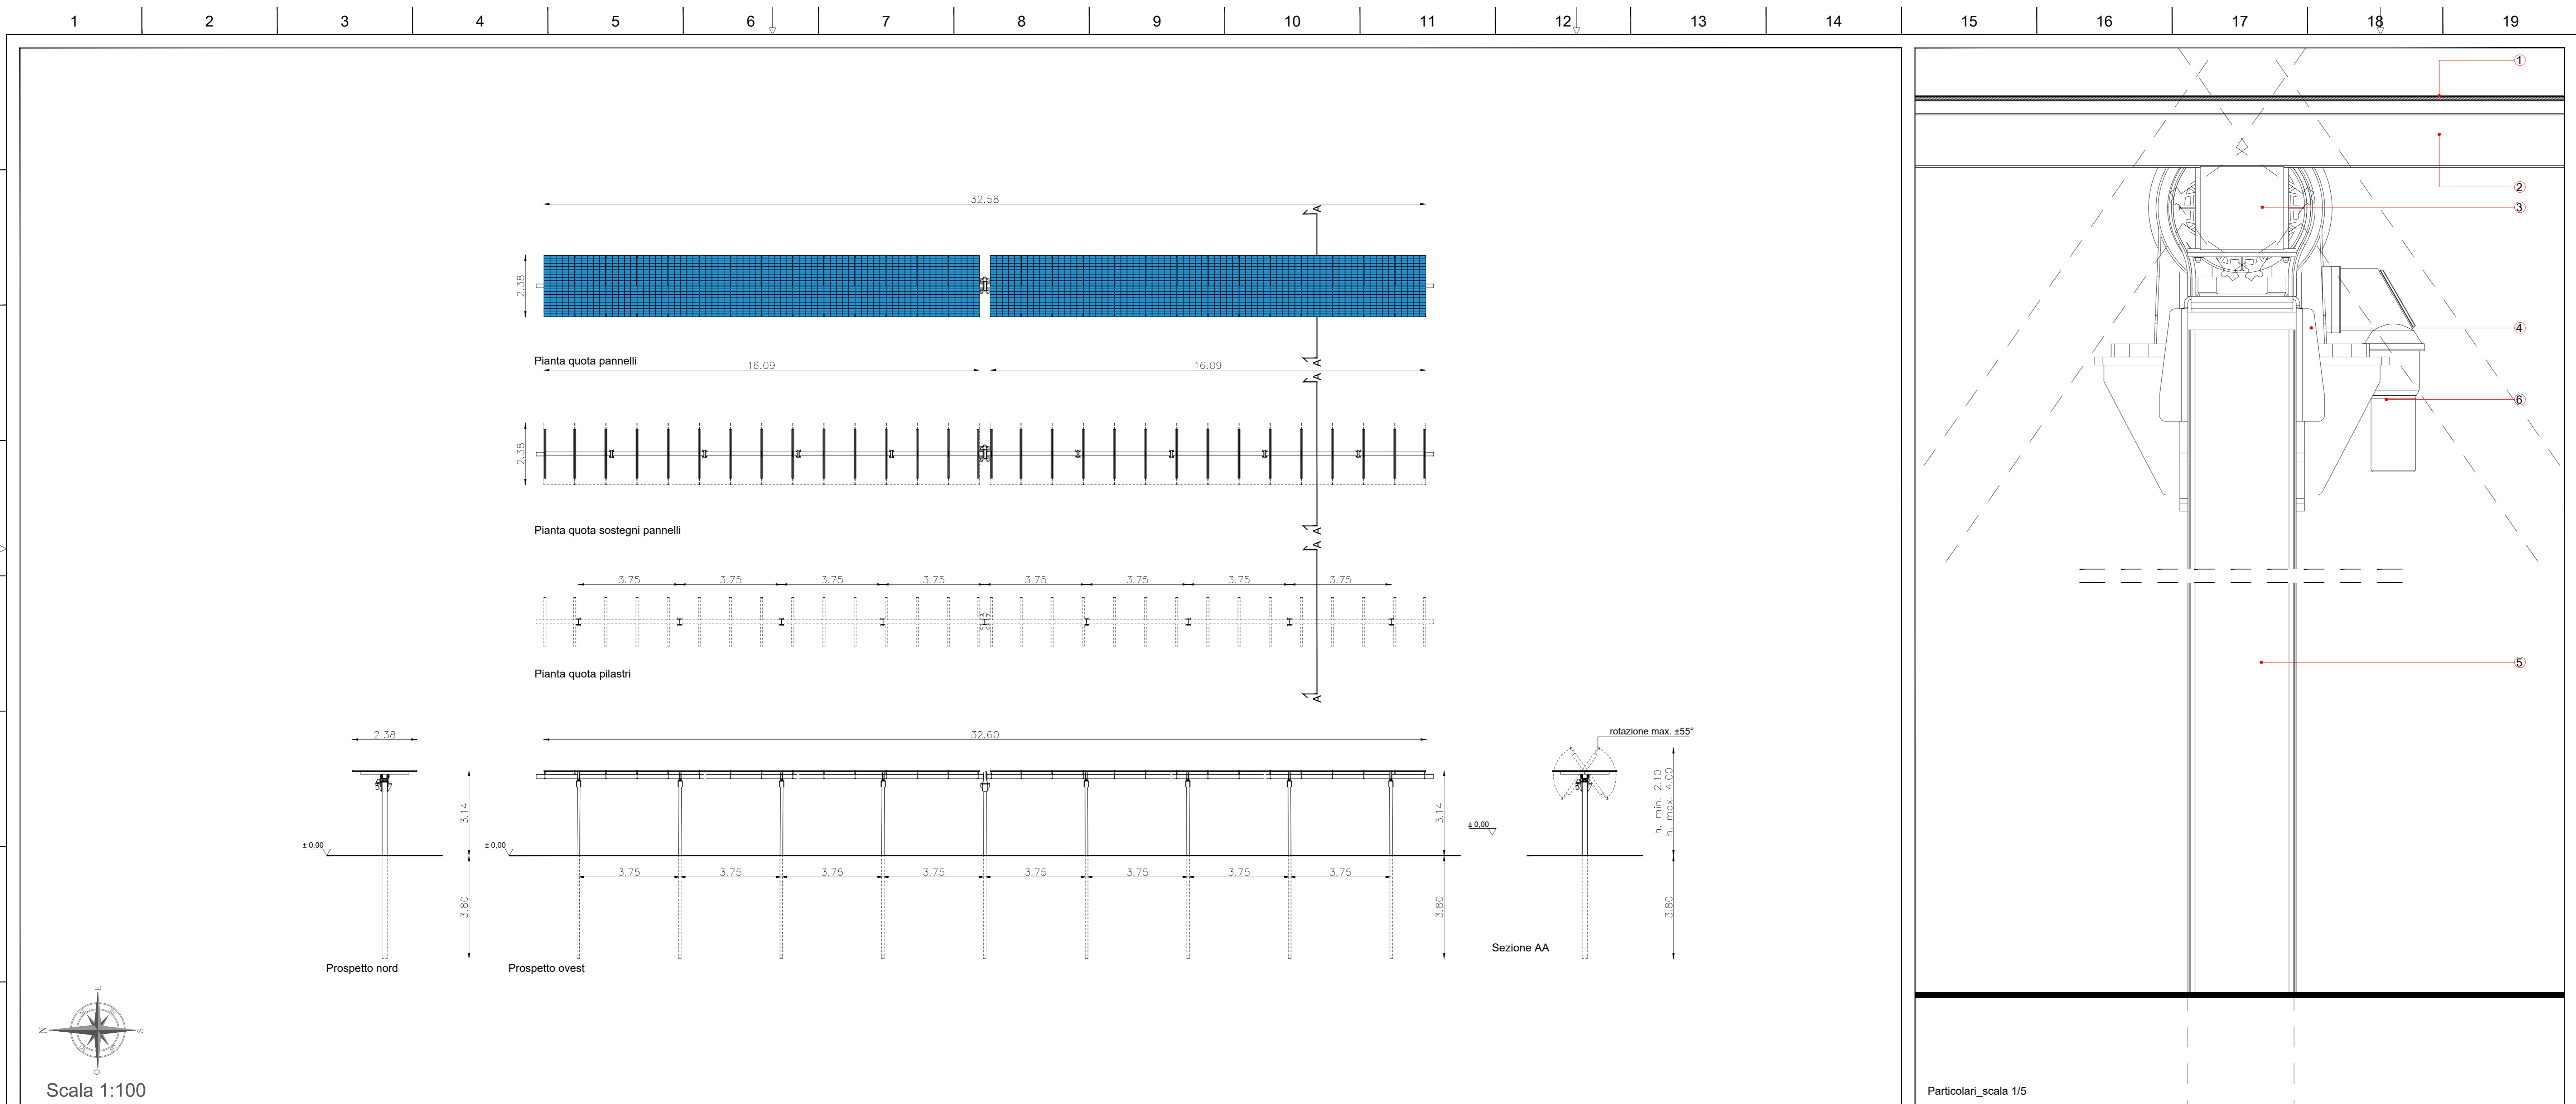 1 2 3 4 5 6 7 8 9 10 11 12 13 14 15 16 17 18 19
32.58
A
2.38
A
Pianta quota pannelli
16.09 16.09
A
2.38
A
Pianta quota sostegni pannelli
A
3.75 3.75 3.75 3.75 3.75 3.75 3.75 3.75
Pianta quota pilastri
A
2.38
3.14
± 0,00
3.80
Prospetto nord
32.60
3.14
± 0,00
± 0,00
3.75 3.75 3.75 3.75 3.75 3.75 3.75 3.75
3.80
Prospetto ovest
rotazione max. ±55°
h. min. 2.10
h. max. 4.00
3.80
Sezione AA
E
N S
O
Scala 1:100
1
2
3
4
6
5
Particolari_scala 1/5